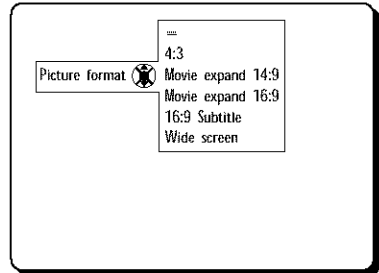 .....
4:3
Picture format Movie expand 14:9
Movie expand 16:9
16:9 Subtitle
Wide screen